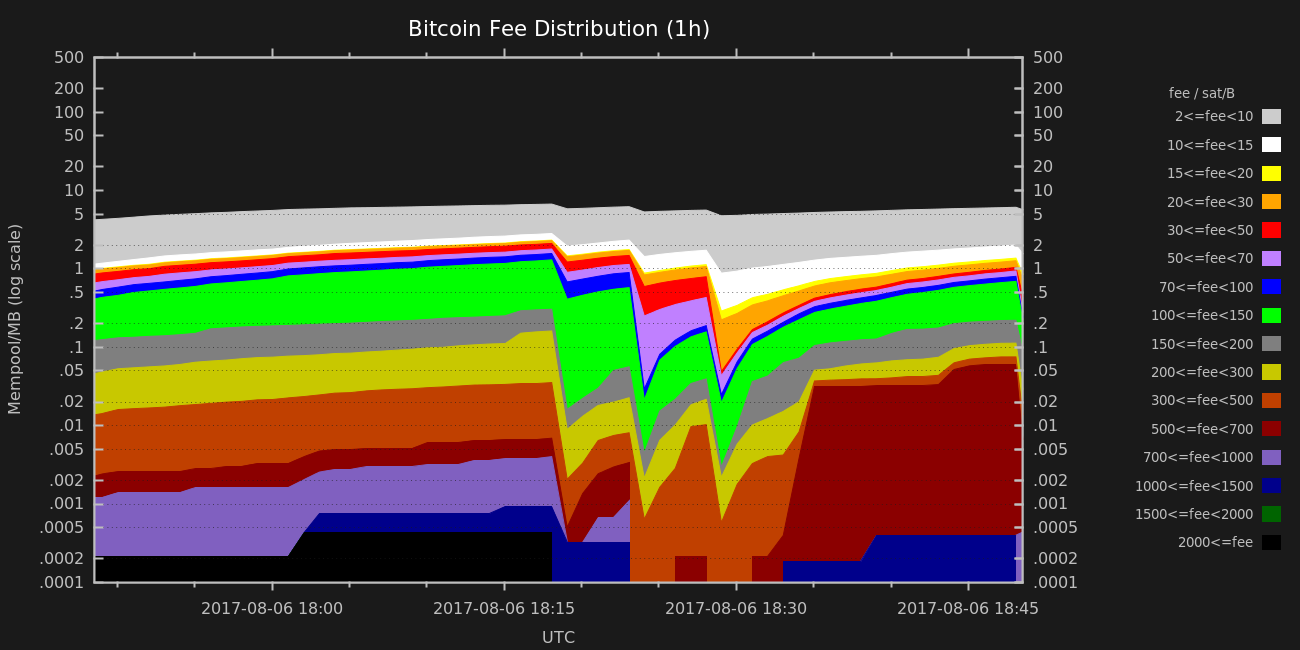 Bitcoin Fee Distribution (1h)
500
200
100
50
20
10
5
2
1
.5
.2
.1
.05
.02
.01
.005
.002
.001
.0005
.0002
.0001
Mempool/MB (log scale)
500
200
100
50
20
10
5
2
1
.5
.2
.1
.05
.02
.01
.005
.002
.001
.0005
.0002
.0001
2017-08-06 18:00
2017-08-06 18:15
2017-08-06 18:30
2017-08-06 18:45
UTC
fee / sat/B
2<=fee<10
10<=fee<15
15<=fee<20
20<=fee<30
30<=fee<50
50<=fee<70
70<=fee<100
100<=fee<150
150<=fee<200
200<=fee<300
300<=fee<500
500<=fee<700
700<=fee<1000
1000<=fee<1500
1500<=fee<2000
2000<=fee